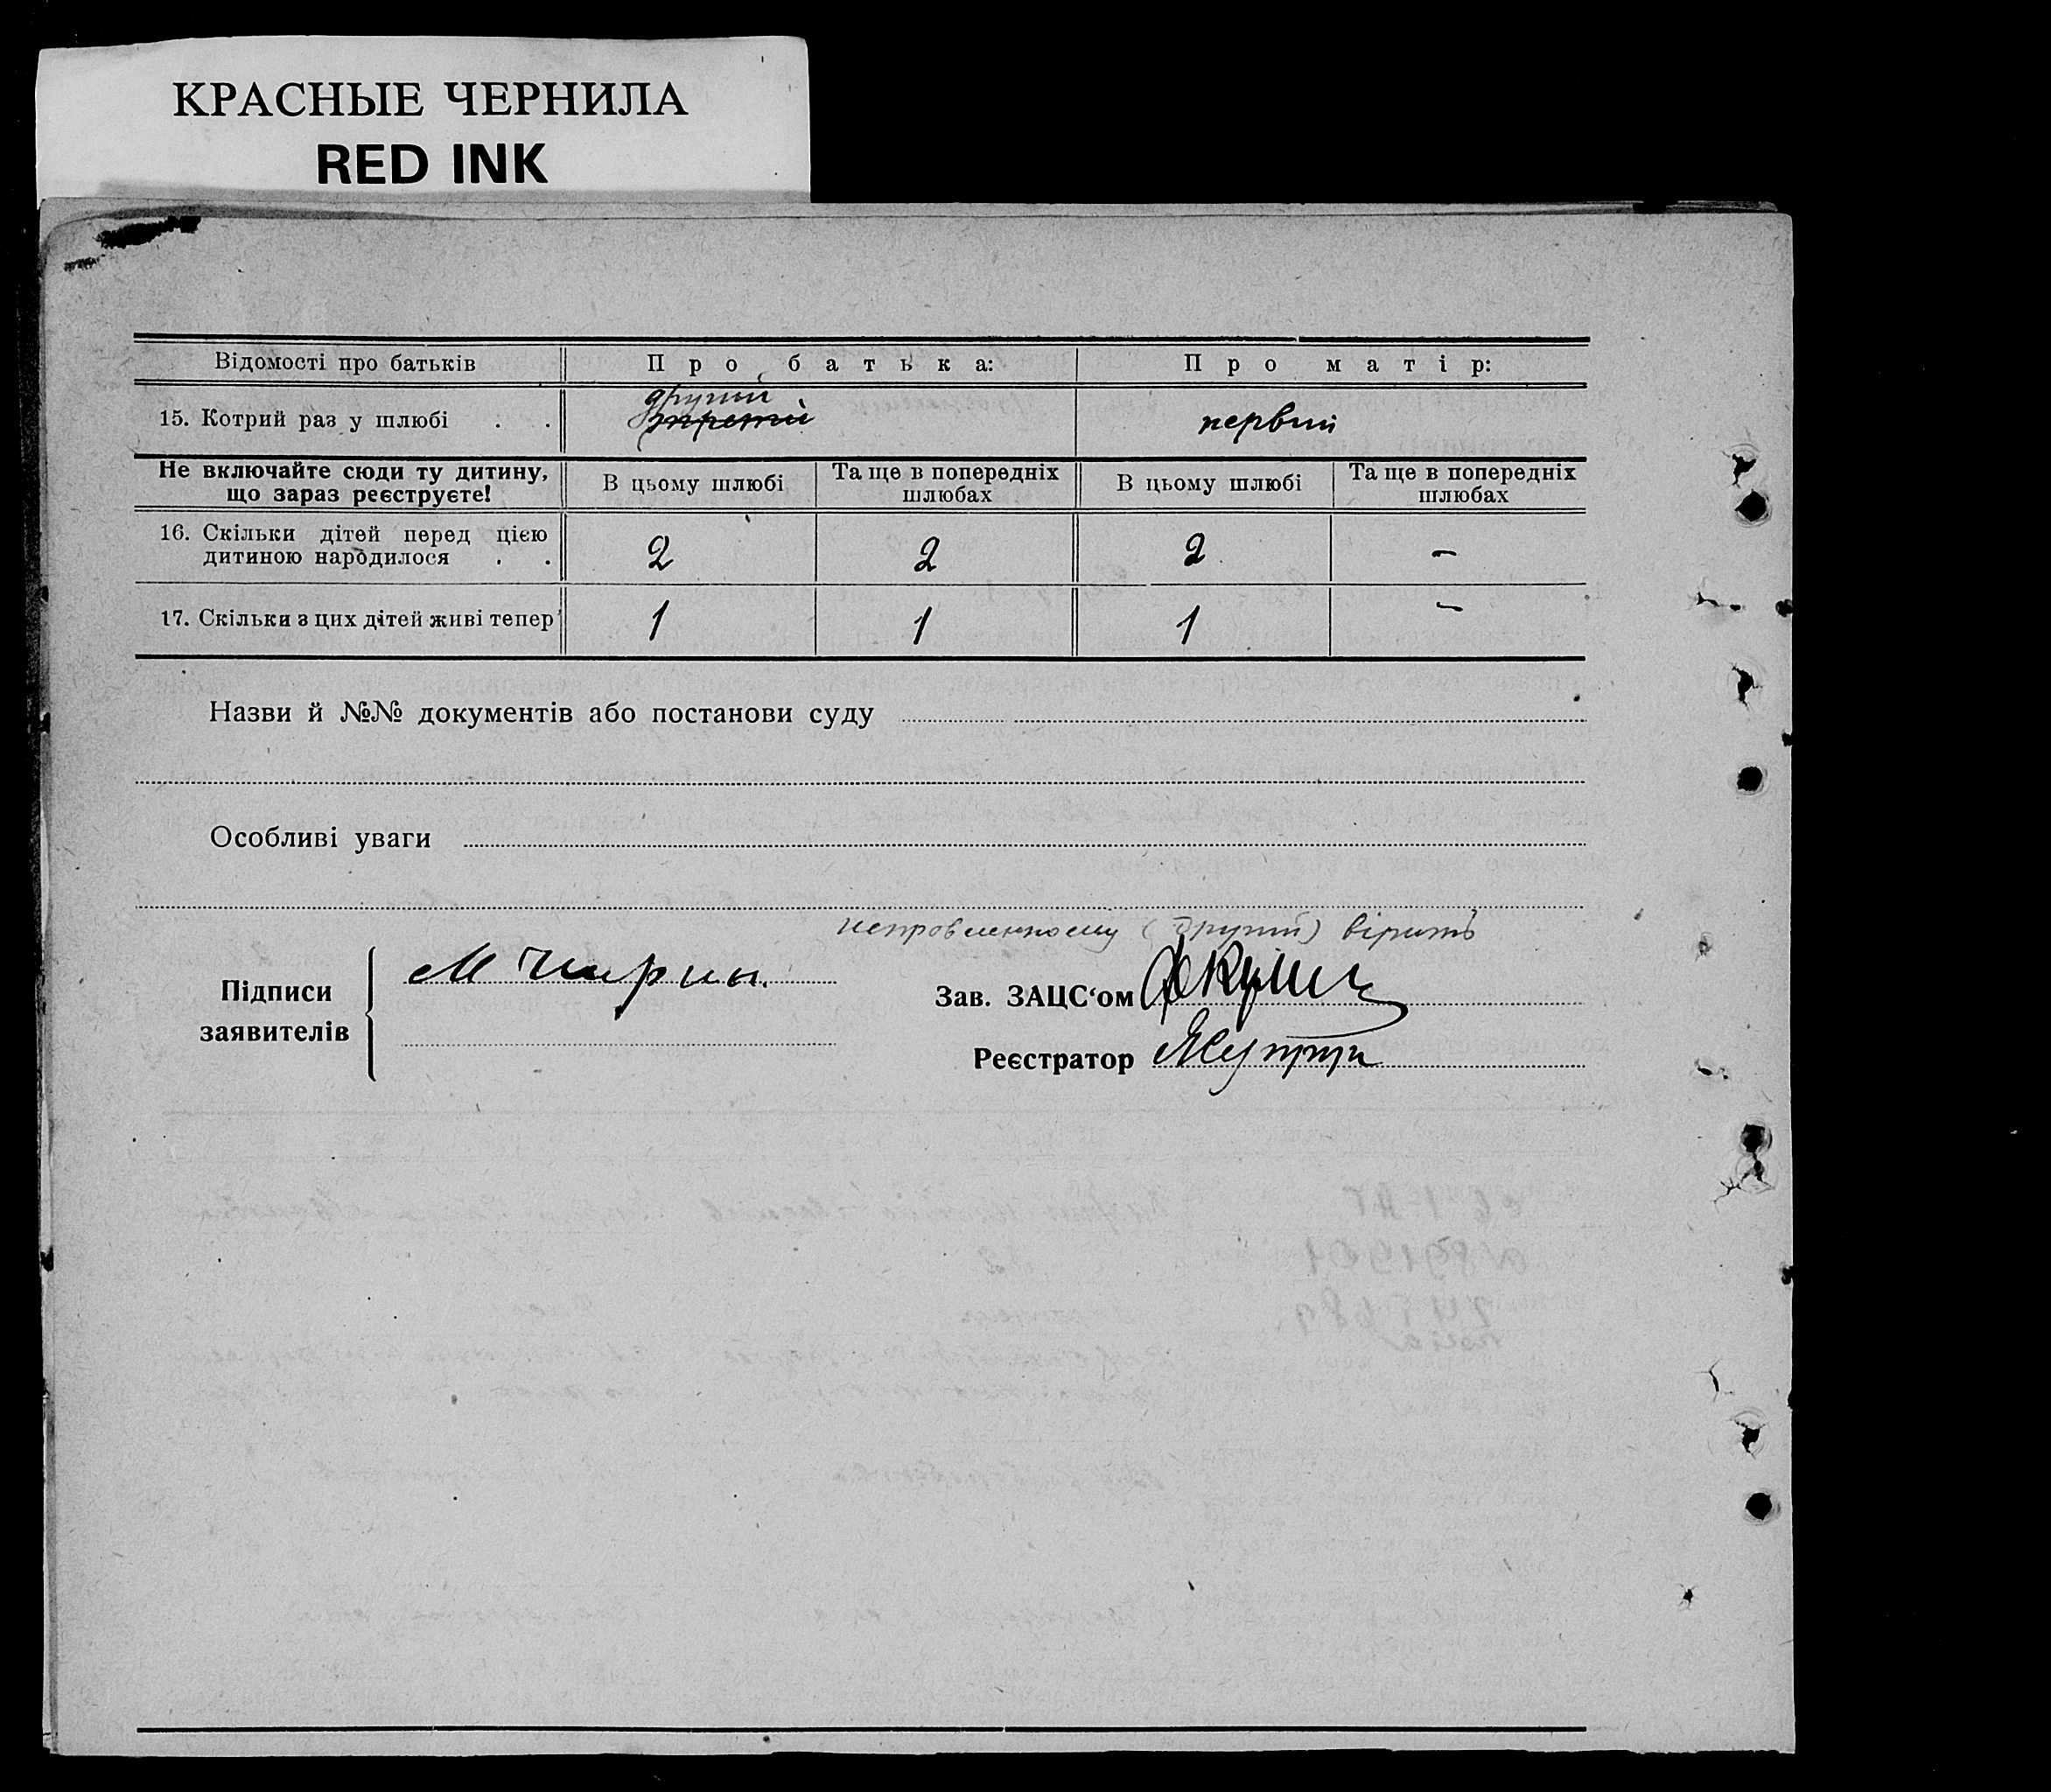 КРАСНЫЕ ЧЕРНИЛА
RED INK
Відомості про батьків Про батька: Про матір:
другий
15. Котрий раз у шлюбі . . третій первий
Не включайте сюди ту дитину, що зараз реєструєте! В цьому шлюбі Та ще в попередніх шлюбах В цьому шлюбі Та ще в попередніх шлюбах
16. Скільки дітей перед цією
дитиною народилося . . 2 2 2 –
17. Скільки з цих дітей живі тепер 1 1 1 –
Назви й №№ документів або постанови суду
Особливі уваги
(другий) вірить
Підписи
заявителів
М
Зав. ЗАЦС‘ом
Реєстратор